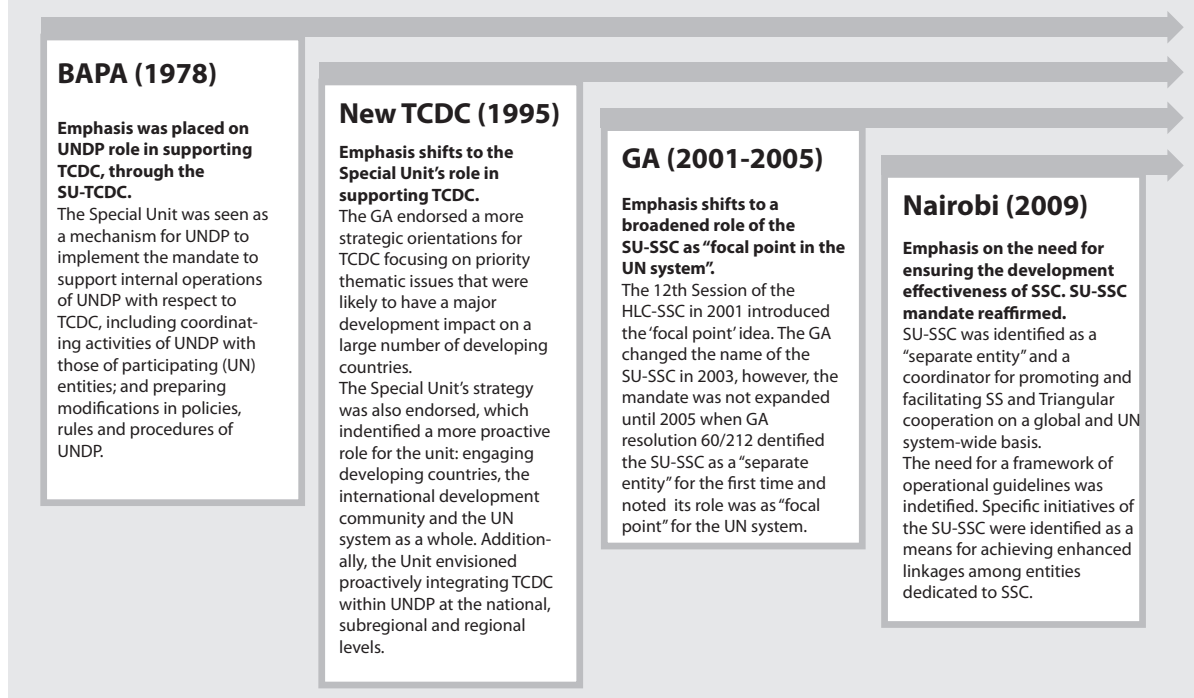 BAPA (1978)
Emphasis was placed on
UNDP role in supporting
TCDC, through the
SU-TCDC.
The Special Unit was seen as
a mechanism for UNDP to
implement the mandate to
support internal operations
of UNDP with respect to
TCDC, including coordinat-
ing activities of UNDP with
those of participating (UN)
entities; and preparing
modifications in policies,
rules and procedures of
UNDP.
New TCDC (1995)
Emphasis shifts to the
Special Unit's role in
supporting TCDC.
The GA endorsed a more
strategic orientations for
TCDC focusing on priority
thematic issues that were
likely to have a major
development impact on a
large number of developing
countries.
The Special Unit's strategy
was also endorsed, which
indentified a more proactive
role for the unit: engaging
developing countries, the
international development
community and the UN
system as a whole. Addition-
ally, the Unit envisioned
proactively integrating TCDC
within UNDP at the national,
subregional and regional
levels.
GA (2001-2005)
Emphasis shifts to a
broadened role of the
SU-SSC as “focal point in the
UN system”.
The 12th Session of the
HLC-SSC in 2001 introduced
the ‘focal point’ idea. The GA
changed the name of the
SU-SSC in 2003, however, the
mandate was not expanded
until 2005 when GA
resolution 60/212 dentified
the SU-SSC as a “separate
entity” for the first time and
noted its role was as “focal
point” for the UN system.
Nairobi (2009)
Emphasis on the need for
ensuring the development
effectiveness of SSC. SU-SSC
mandate reaffirmed.
SU-SSC was identified as a
“separate entity” and a
coordinator for promoting and
facilitating SS and Triangular
cooperation on a global and UN
system-wide basis.
The need for a framework of
operational guidelines was
indetified. Specific initiatives of
the SU-SSC were identified as a
means for achieving enhanced
linkages among entities
dedicated to SSC.